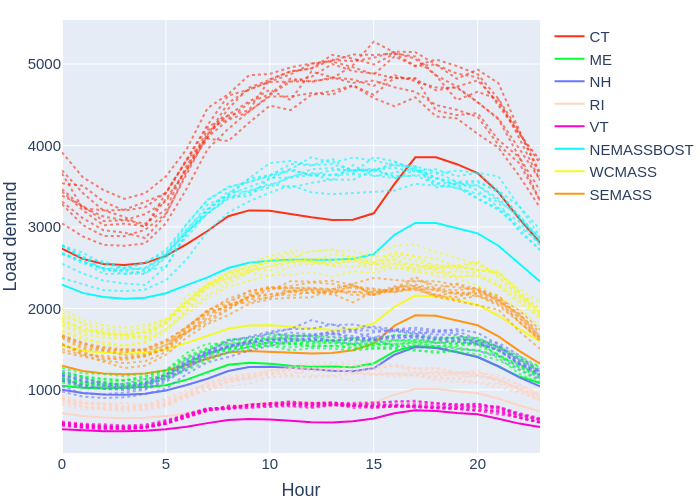 5000
4000
3000
2000
1000
0
5
10
15
20
Hour
Load demand
CT
ME
NH
RI
VT
NEMASSBOST
WCMASS
SEMASS